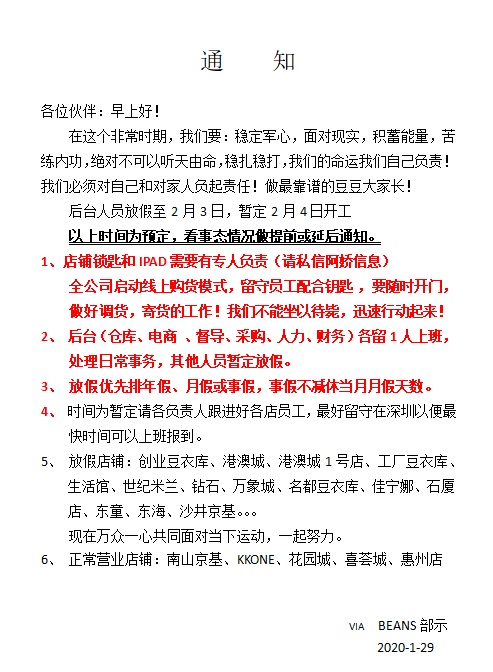 通 知
各位伙伴：早上好！
在这个非常时期，我们要：稳定军心，面对现实，积蓄能量，苦
练内功，绝对不可以听天由命，稳扎稳打，我们的命运我们自己负责！
我们必须对自己和对家人负起责任！做最靠谱的豆豆大家长！
后台人员放假至 2 月 3 日，暂定 2 月 4 日开工
以上时间为预定，看事态情况做提前或延后通知。
1、店铺锁匙和 IPAD 需要有专人负责（请私信阿娇信息）
全公司启动线上购货模式，留守员工配合钥匙 ，要随时开门，
做好调货，寄货的工作！我们不能坐以待毙，迅速行动起来！
2、 后台（仓库、电商 、督导、采购、人力、财务）各留 1 人上班，
处理日常事务，其他人员暂定放假。
3、 放假优先排年假、月假或事假，事假不减休当月月假天数。
4、 时间为暂定请各负责人跟进好各店员工，最好留守在深圳以便最
快时间可以上班报到。
5、 放假店铺：创业豆衣库、港澳城、港澳城 1 号店、工厂豆衣库、
生活馆、世纪米兰、钻石、万象城、名都豆衣库、佳宁娜、石厦
店、东童、东海、沙井京基。。。
现在万众一心共同面对当下运动，一起努力。
6、 正常营业店铺：南山京基、KKONE、花园城、喜荟城、惠州店
VIA BEANS 部示
2020-1-29